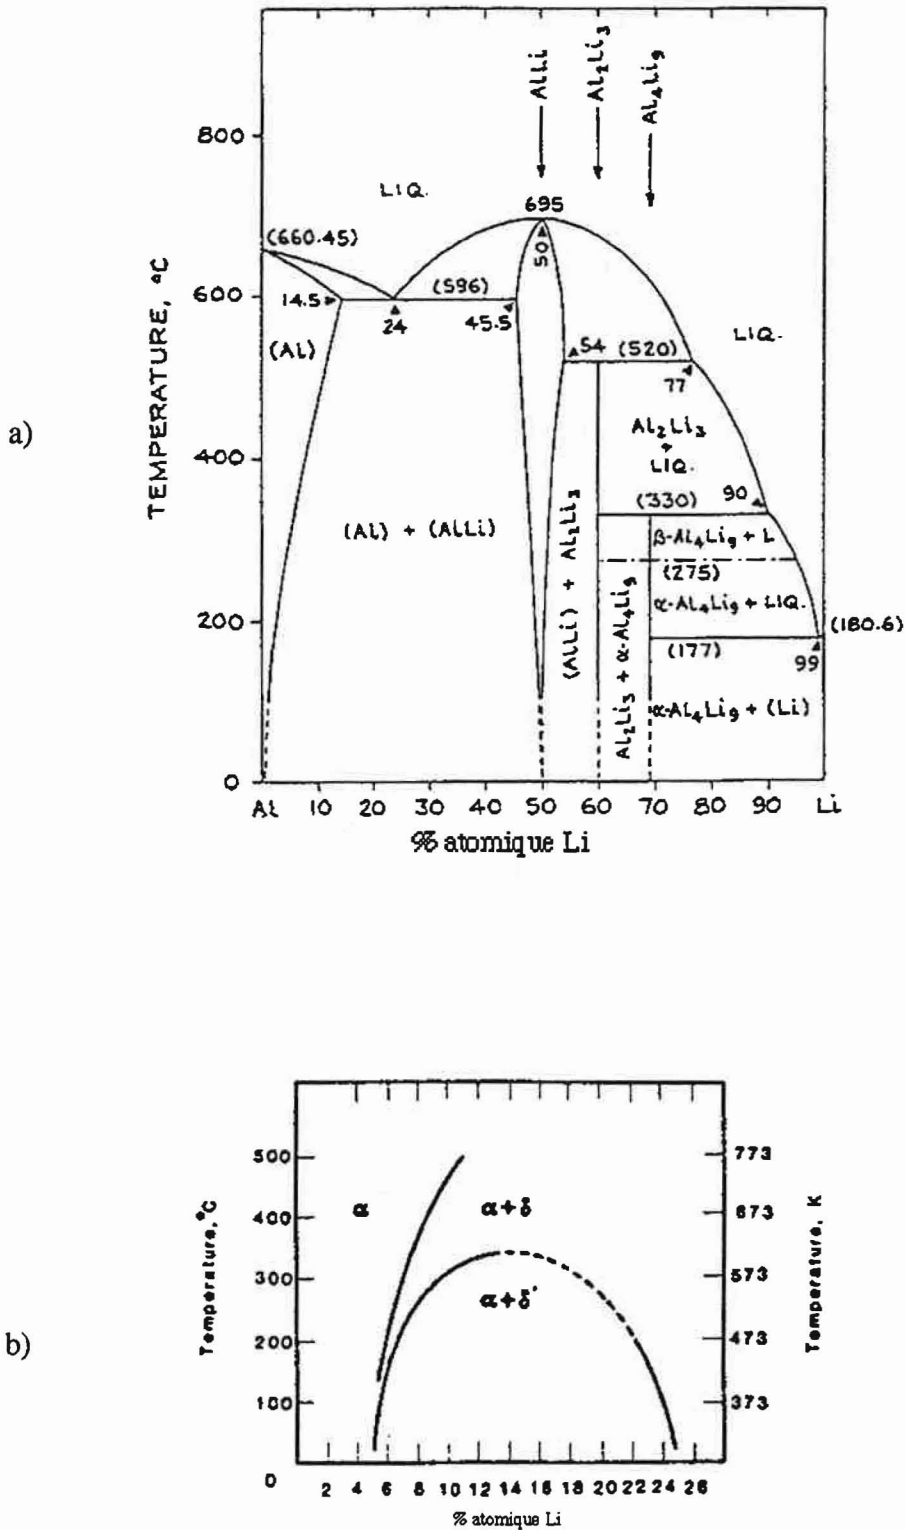 a)
AlLi
Al₂Li₃
Al₄Li₉
TEMPERATURE, °C
800
600
400
200
0
LIQ.
695
(660.45)
50
14.5
(596)
24
45.5
(Al)
54
(520)
LIQ.
77
Al₂Li₃
+
LIQ.
(330)
90
(Al) + (AlLi)
(AlLi) + Al₂Li₃
Al₂Li₃ + α-Al₄Li₉
β-Al₄Li₉ + L
(275)
α-Al₄Li₉ + LIQ.
(180.6)
(177)
99
α-Al₄Li₉ + (Li)
Al 10 20 30 40 50 60 70 80 90 Li
% atomique Li
b)
Temperature, °C
500
400
300
200
100
0
α
α+δ
α+δ'
773
673
573
473
373
Temperature, K
2 4 6 8 10 12 14 16 18 20 22 24 26
% atomique Li